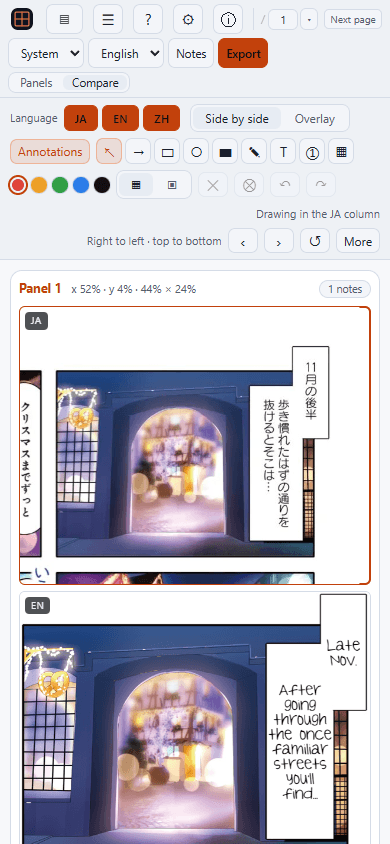 / 1 Next page
System English Notes Export
Panels Compare
Language JA EN ZH Side by side Overlay
Annotations T 1
Drawing in the JA column
Right to left · top to bottom More
Panel 1 x 52% · y 4% · 44% × 24% 1 notes
JA
11月の後半
歩き慣れたはずの通りを
抜けるとそこは…
クリスマスまでずっと
い
EN
Late
Nov.
After
going
through
the once
familiar
streets
you'll
find...